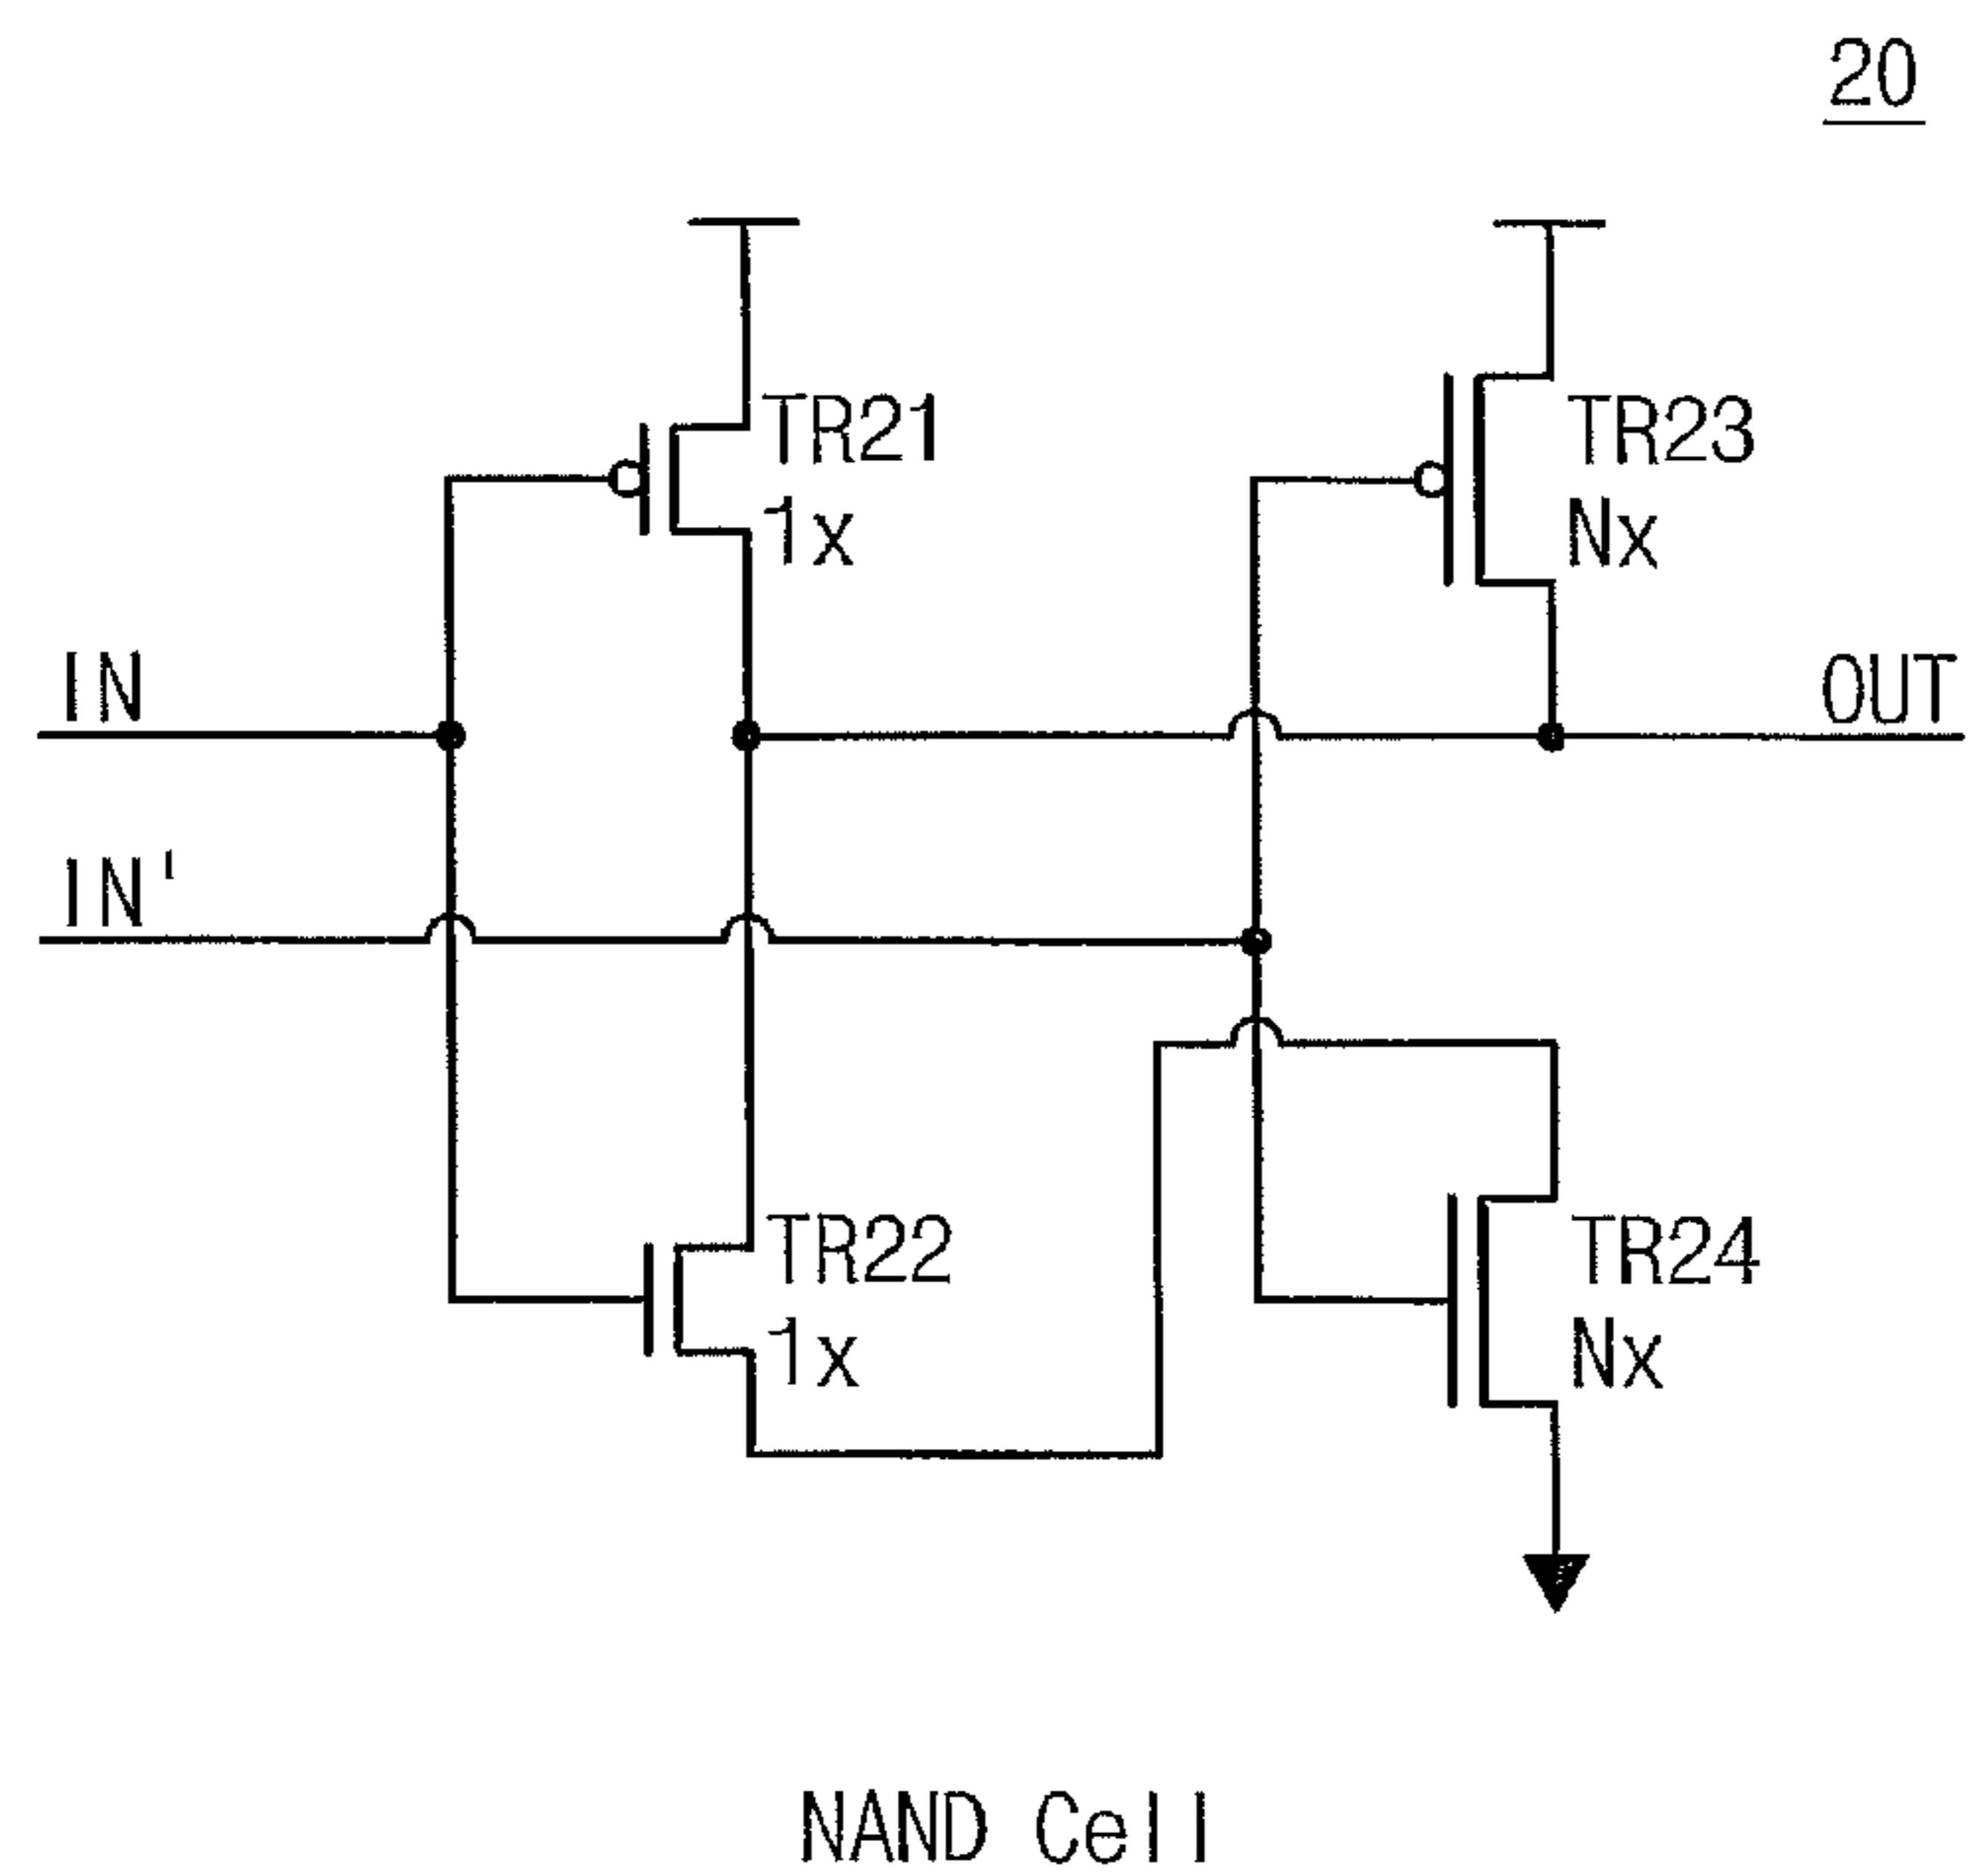 20
TR21
1x
TR23
Nx
IN
OUT
IN'
TR22
1x
TR24
Nx
NAND Cell